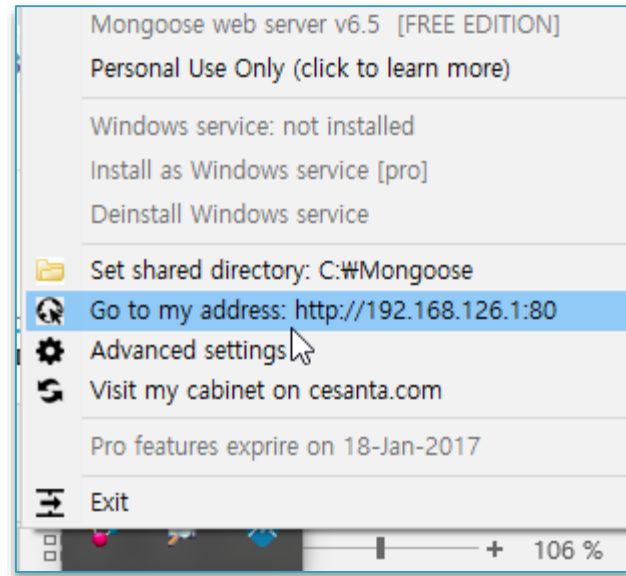 Mongoose web server v6.5 [FREE EDITION]
Personal Use Only (click to learn more)
Windows service: not installed
Install as Windows service [pro]
Deinstall Windows service
Set shared directory: C:₩Mongoose
Go to my address: http://192.168.126.1:80
Advanced settings
Visit my cabinet on cesanta.com
Pro features exprire on 18-Jan-2017
Exit
106 %